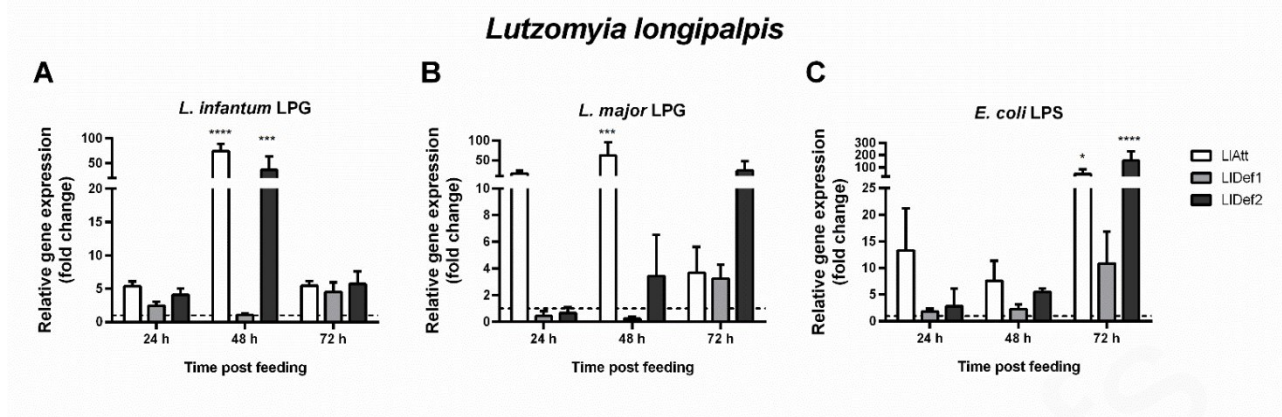 Lutzomyia longipalpis
A
L. infantum LPG
Relative gene expression
(fold change)
100
50
20
15
10
5
0
****
***
24 h
48 h
72 h
Time post feeding
B
L. major LPG
Relative gene expression
(fold change)
100
50
10
8
6
4
2
0
***
24 h
48 h
72 h
Time post feeding
C
E. coli LPS
Relative gene expression
(fold change)
300
200
100
25
20
15
10
5
0
*
****
24 h
48 h
72 h
Time post feeding
LlAtt
LlDef1
LlDef2